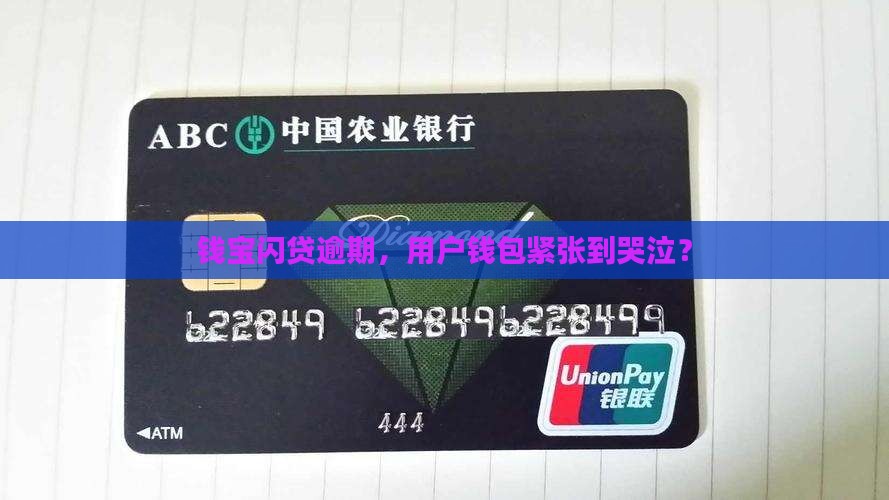 ABC 中国农业银行
Diamond
钱宝闪贷逾期，用户钱包紧张到哭泣？
622849 6228496228499
UnionPay
银联
444
ATM